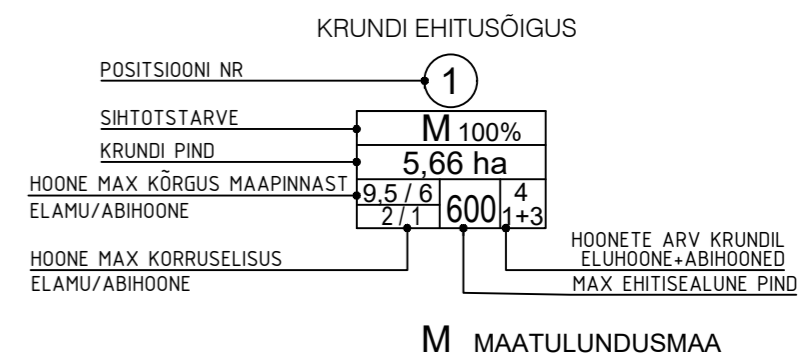 KRUNDI EHITUSÕIGUS
POSITSIOONI NR
1
SIHTOTSTARVE
M 100%
KRUNDI PIND
5,66 ha
HOONE MAX KÕRGUS MAAPINNAST
ELAMU/ABIHOONE
9,5 / 6
2 / 1
600
4
1+3
HOONE MAX KORRUSELISUS
ELAMU/ABIHOONE
HOONETE ARV KRUNDIL
ELUHOONE+ABIHOONED
MAX EHITISEALUNE PIND
M MAATULUNDUSMAA